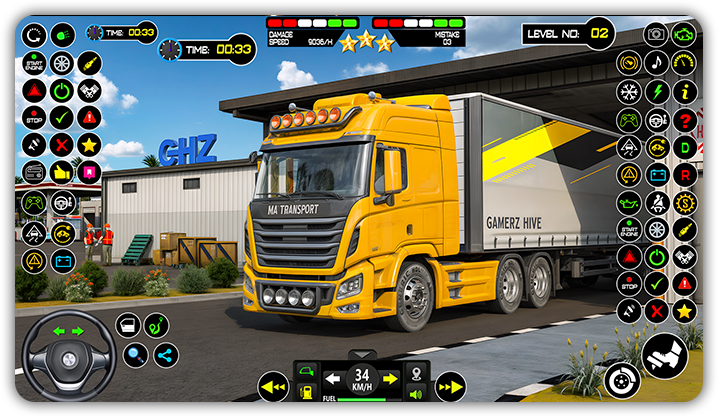 TIME: 00:33
TIME: 00:33
DAMAGE
SPEED 9036/H
MISTAKE
03
LEVEL NO: 02
START
ENGINE
STOP
GHZ
MA TRANSPORT
GAMERZ HIVE
D
R
START
ENGINE
STOP
34
KM/H
FUEL